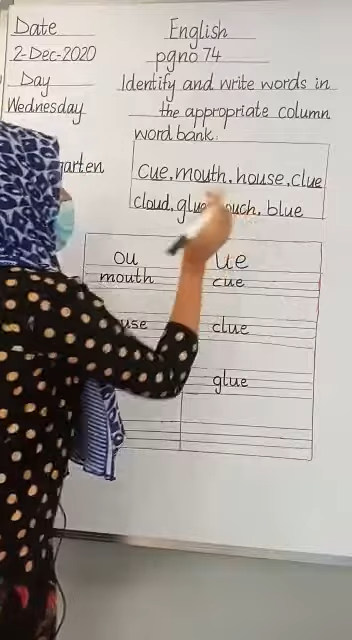 Date English
2-Dec-2020 pgno 74
Day Identify and write words in
Wednesday the appropriate column
word bank:
cue, mouth, house, clue
cloud, blue
ou ue
mouth cue
clue
glue